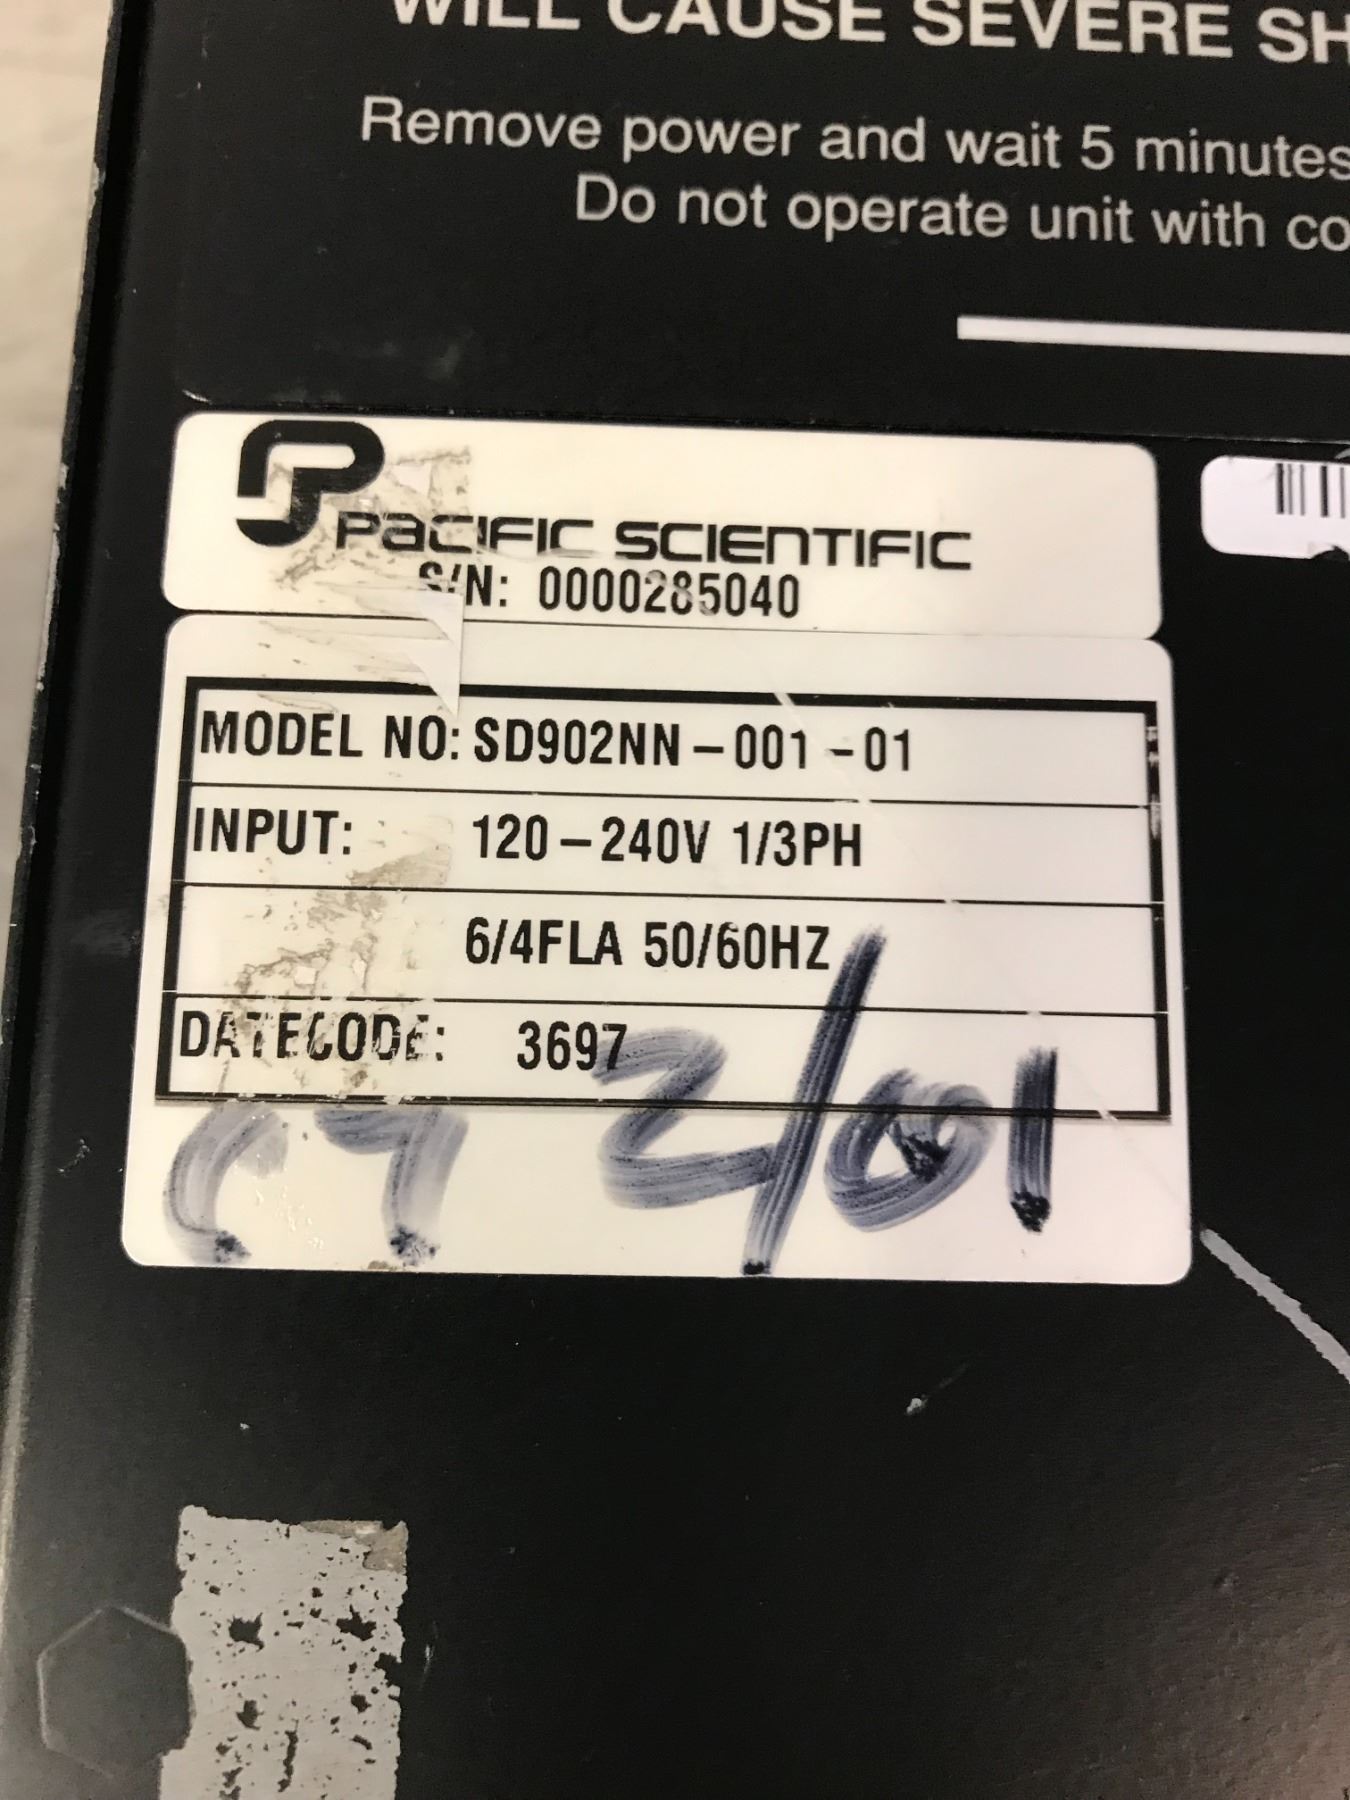 WILL CAUSE SEVERE SH
Remove power and wait 5 minutes
Do not operate unit with co
PACIFIC SCIENTIFIC
S/N: 0000285040
MODEL NO: SD902NN-001-01
INPUT: 120-240V 1/3PH
6/4FLA 50/60HZ
DATECODE: 3697
2/01